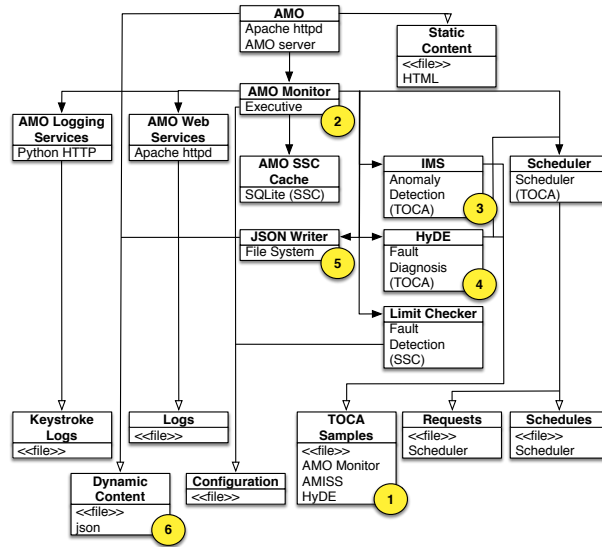 AMO
Apache httpd
AMO server
Static
Content
<<file>>
HTML
AMO Monitor
Executive
2
AMO Logging
Services
Python HTTP
AMO Web
Services
Apache httpd
AMO SSC
Cache
SQLite (SSC)
IMS
Anomaly
Detection
(TOCA)
3
Scheduler
Scheduler
(TOCA)
JSON Writer
File System
5
HyDE
Fault
Diagnosis
(TOCA)
4
Limit Checker
Fault
Detection
(SSC)
Keystroke
Logs
<<file>>
Logs
<<file>>
TOCA
Samples
<<file>>
AMO Monitor
AMISS
HyDE
1
Requests
<<file>>
Scheduler
Schedules
<<file>>
Scheduler
Dynamic
Content
<<file>>
json
6
Configuration
<<file>>